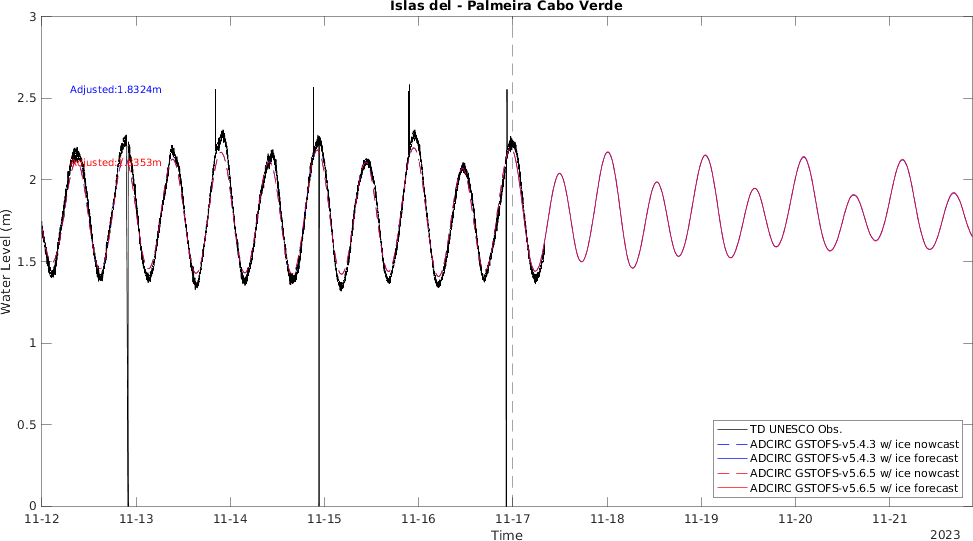 Islas del - Palmeira Cabo Verde
Water Level (m)
3
2.5
2
1.5
1
0.5
0
Adjusted:1.8324m
11-12
11-13
11-14
11-15
11-16
11-17
11-18
11-19
11-20
11-21
Time
2023
TD UNESCO Obs.
ADCIRC GSTOFS-v5.4.3 w/ ice nowcast
ADCIRC GSTOFS-v5.4.3 w/ ice forecast
ADCIRC GSTOFS-v5.6.5 w/ ice nowcast
ADCIRC GSTOFS-v5.6.5 w/ ice forecast